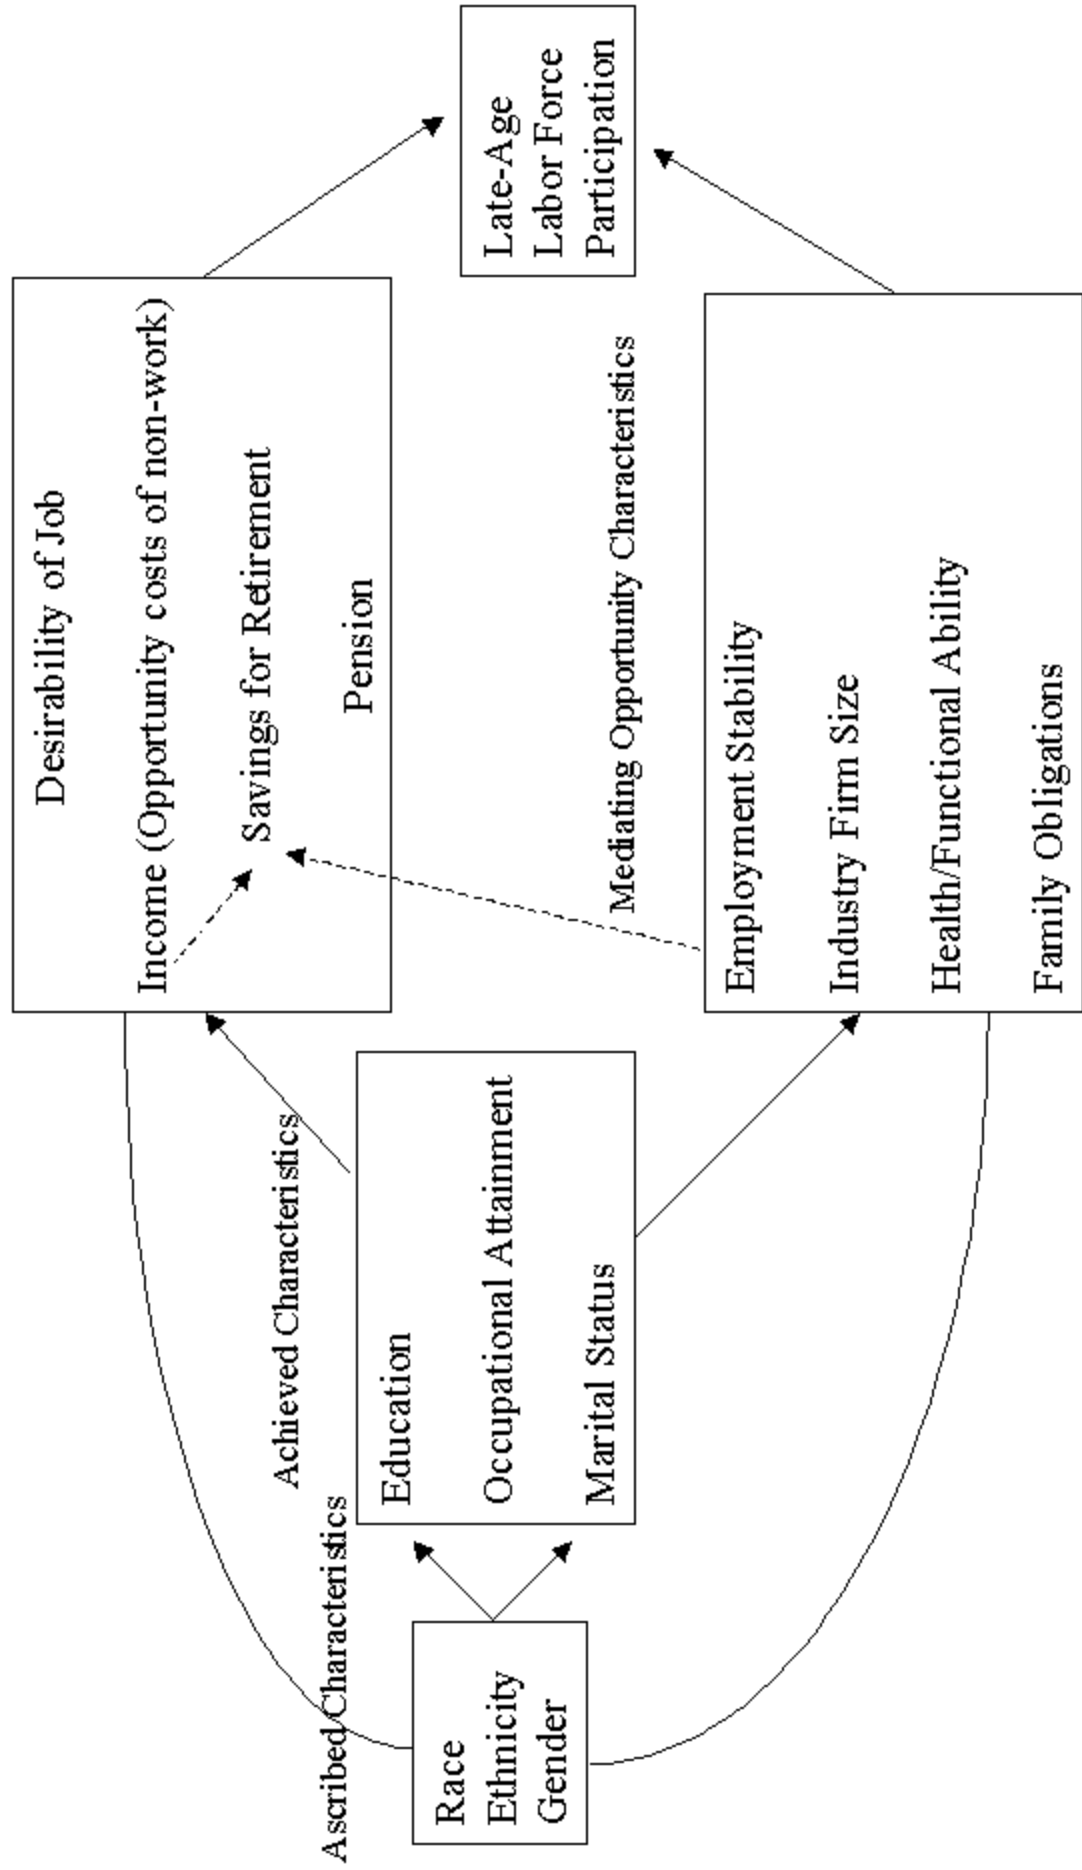 Ascribed Characteristics
Race
Ethnicity
Gender
Achieved Characteristics
Education
Occupational Attainment
Marital Status
Desirability of Job
Income (Opportunity costs of non-work)
Savings for Retirement
Pension
Mediating Opportunity Characteristics
Employment Stability
Industry Firm Size
Health/Functional Ability
Family Obligations
Late-Age
Labor Force
Participation